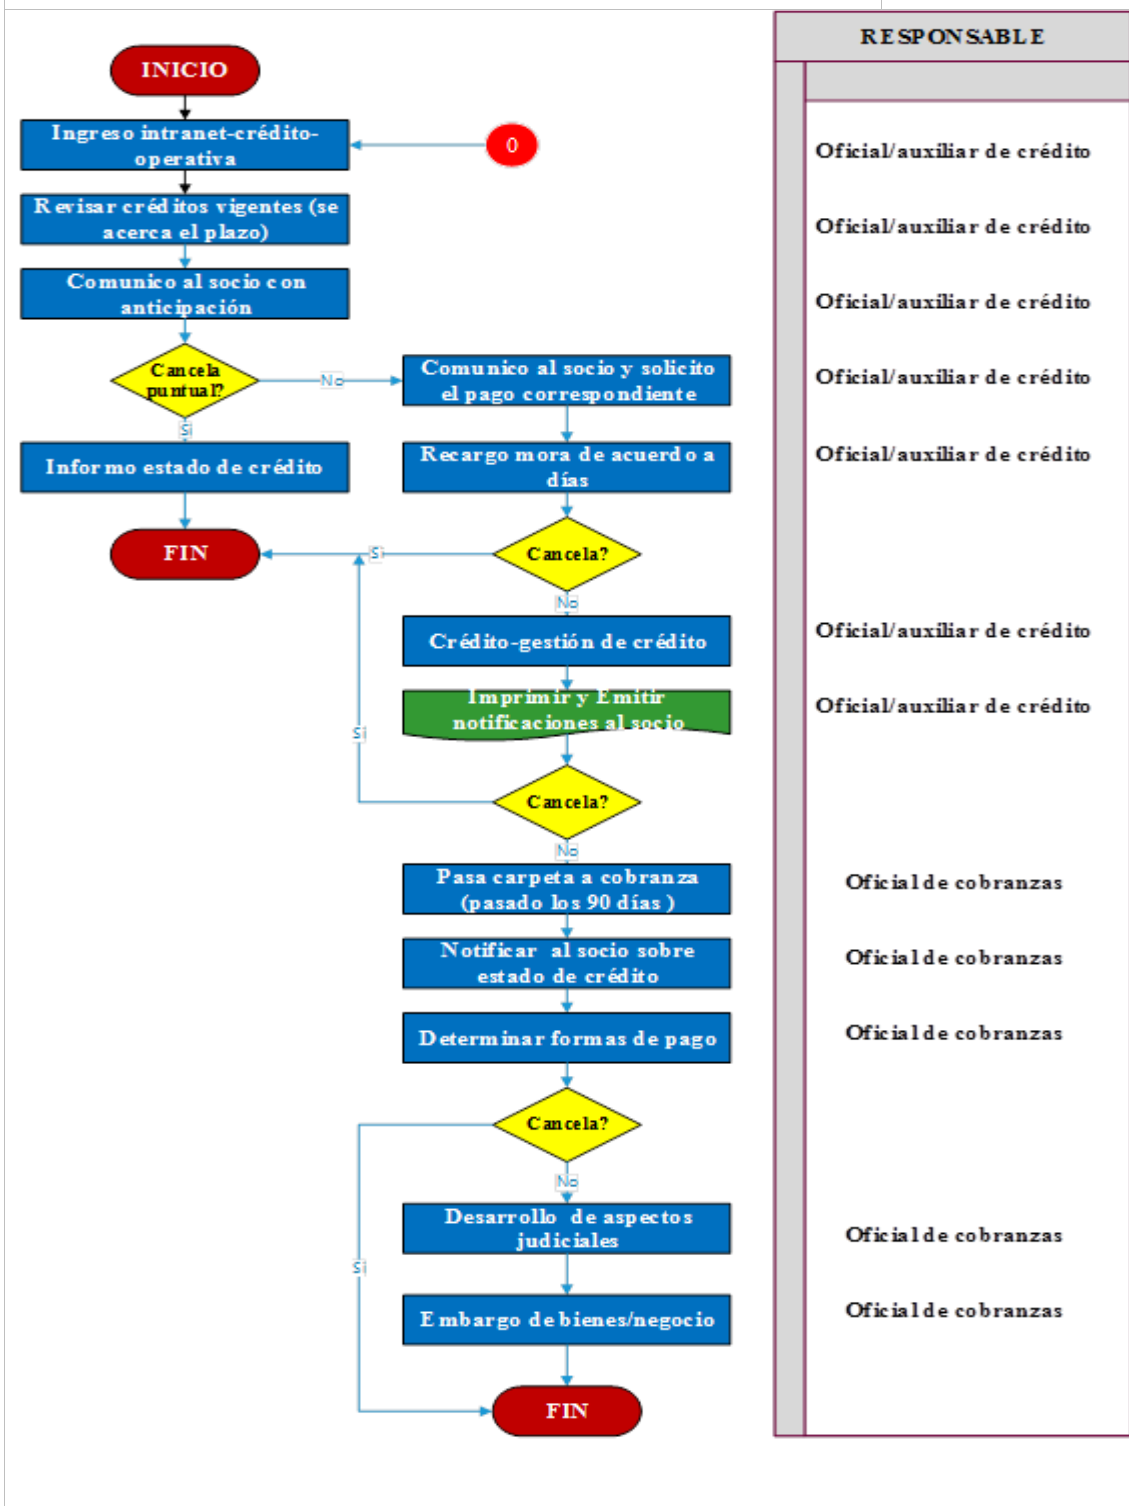 RESPONSABLE
INICIO
Ingreso intranet-crédito-
operativa
0
Oficial/auxiliar de crédito
Revisar créditos vigentes (se
acerca el plazo)
Oficial/auxiliar de crédito
Comunico al socio con
anticipación
Oficial/auxiliar de crédito
Cancela
puntual?
No
Comunico al socio y solicito
el pago correspondiente
Oficial/auxiliar de crédito
Si
Informo estado de crédito
Recargo mora de acuerdo a
días
Oficial/auxiliar de crédito
FIN
Si
Cancela?
No
Crédito-gestión de crédito
Oficial/auxiliar de crédito
Imprimir y Emitir
notificaciones al socio
Oficial/auxiliar de crédito
Si
Cancela?
No
Pasa carpeta a cobranza
(pasado los 90 días )
Oficial de cobranzas
Notificar al socio sobre
estado de crédito
Oficial de cobranzas
Determinar formas de pago
Oficial de cobranzas
Cancela?
No
Desarrollo de aspectos
judiciales
Oficial de cobranzas
Si
Embargo de bienes/negocio
Oficial de cobranzas
FIN